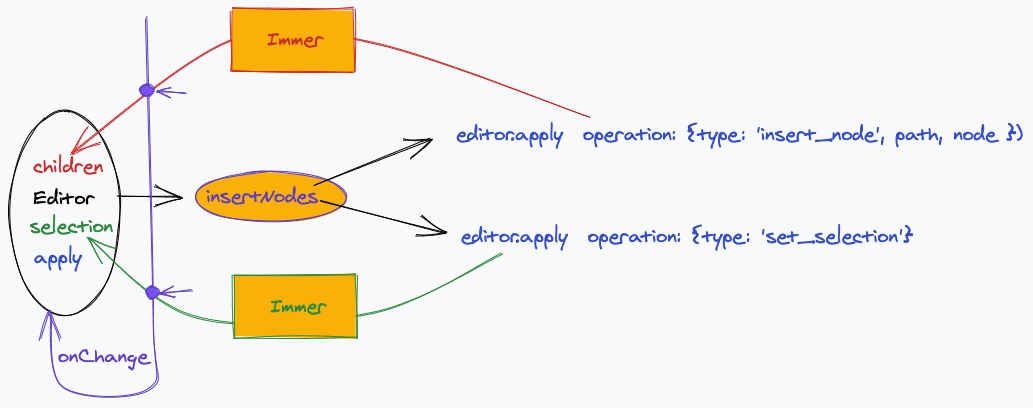 Immer
editor.apply operation: {type: 'insert_node', path, node })
children
Editor
insertNodes
selection
editor.apply operation: {type: 'set_selection'}
apply
Immer
onChange